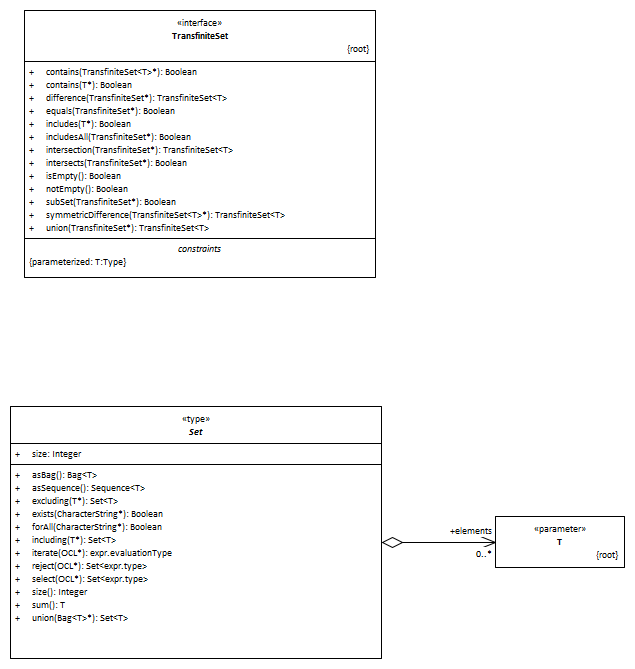 «interface»
TransfiniteSet
{root}
+ contains(TransfiniteSet<T>*): Boolean
+ contains(T*): Boolean
+ difference(TransfiniteSet*): TransfiniteSet<T>
+ equals(TransfiniteSet*): Boolean
+ includes(T*): Boolean
+ includesAll(TransfiniteSet*): Boolean
+ intersection(TransfiniteSet*): TransfiniteSet<T>
+ intersects(TransfiniteSet*): Boolean
+ isEmpty(): Boolean
+ notEmpty(): Boolean
+ subSet(TransfiniteSet*): Boolean
+ symmetricDifference(TransfiniteSet<T>*): TransfiniteSet<T>
+ union(TransfiniteSet*): TransfiniteSet<T>
constraints
{parameterized: T:Type}
«type»
Set
+ size: Integer
+ asBag(): Bag<T>
+ asSequence(): Sequence<T>
+ excluding(T*): Set<T>
+ exists(CharacterString*): Boolean
+ forAll(CharacterString*): Boolean
+ including(T*): Set<T>
+ iterate(OCL*): expr.evaluationType
+ reject(OCL*): Set<expr.type>
+ select(OCL*): Set<expr.type>
+ size(): Integer
+ sum(): T
+ union(Bag<T>*): Set<T>
+elements
0..*
«parameter»
T
{root}